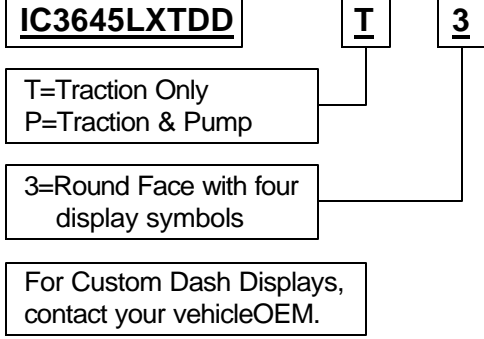 IC3645LXTDD T 3
T=Traction Only
P=Traction & Pump
3=Round Face with four
display symbols
For Custom Dash Displays,
contact your vehicleOEM.